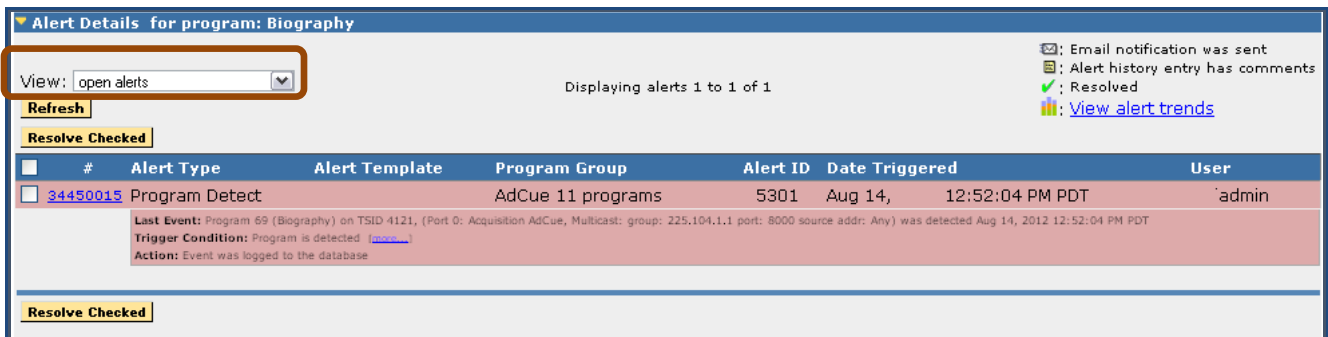 Alert Details for program: Biography
: Email notification was sent
: Alert history entry has comments
: Resolved
: View alert trends
View: open alerts
Displaying alerts 1 to 1 of 1
Refresh
Resolve Checked
# Alert Type Alert Template Program Group Alert ID Date Triggered User
34450015 Program Detect AdCue 11 programs 5301 Aug 14, 12:52:04 PM PDT admin
Last Event: Program 69 (Biography) on TSID 4121, (Port 0: Acquisition AdCue, Multicast: group: 225.104.1.1 port: 8000 source addr: Any) was detected Aug 14, 2012 12:52:04 PM PDT
Trigger Condition: Program is detected [more...]
Action: Event was logged to the database
Resolve Checked